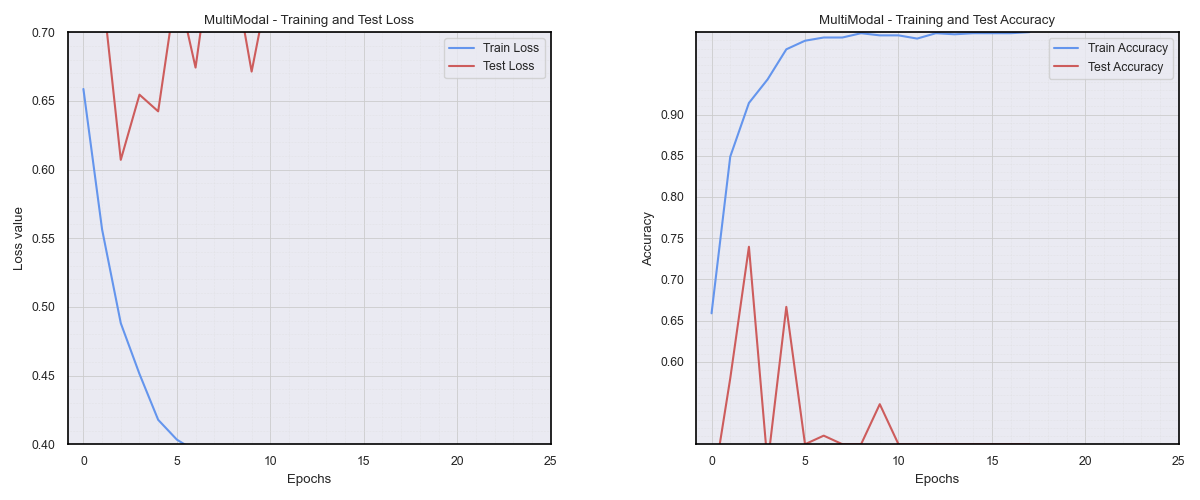 MultiModal - Training and Test Loss
Train Loss
Test Loss
Loss value
0.70
0.65
0.60
0.55
0.50
0.45
0.40
0 5 10 15 20 25
Epochs
MultiModal - Training and Test Accuracy
Train Accuracy
Test Accuracy
Accuracy
0.90
0.85
0.80
0.75
0.70
0.65
0.60
0 5 10 15 20 25
Epochs